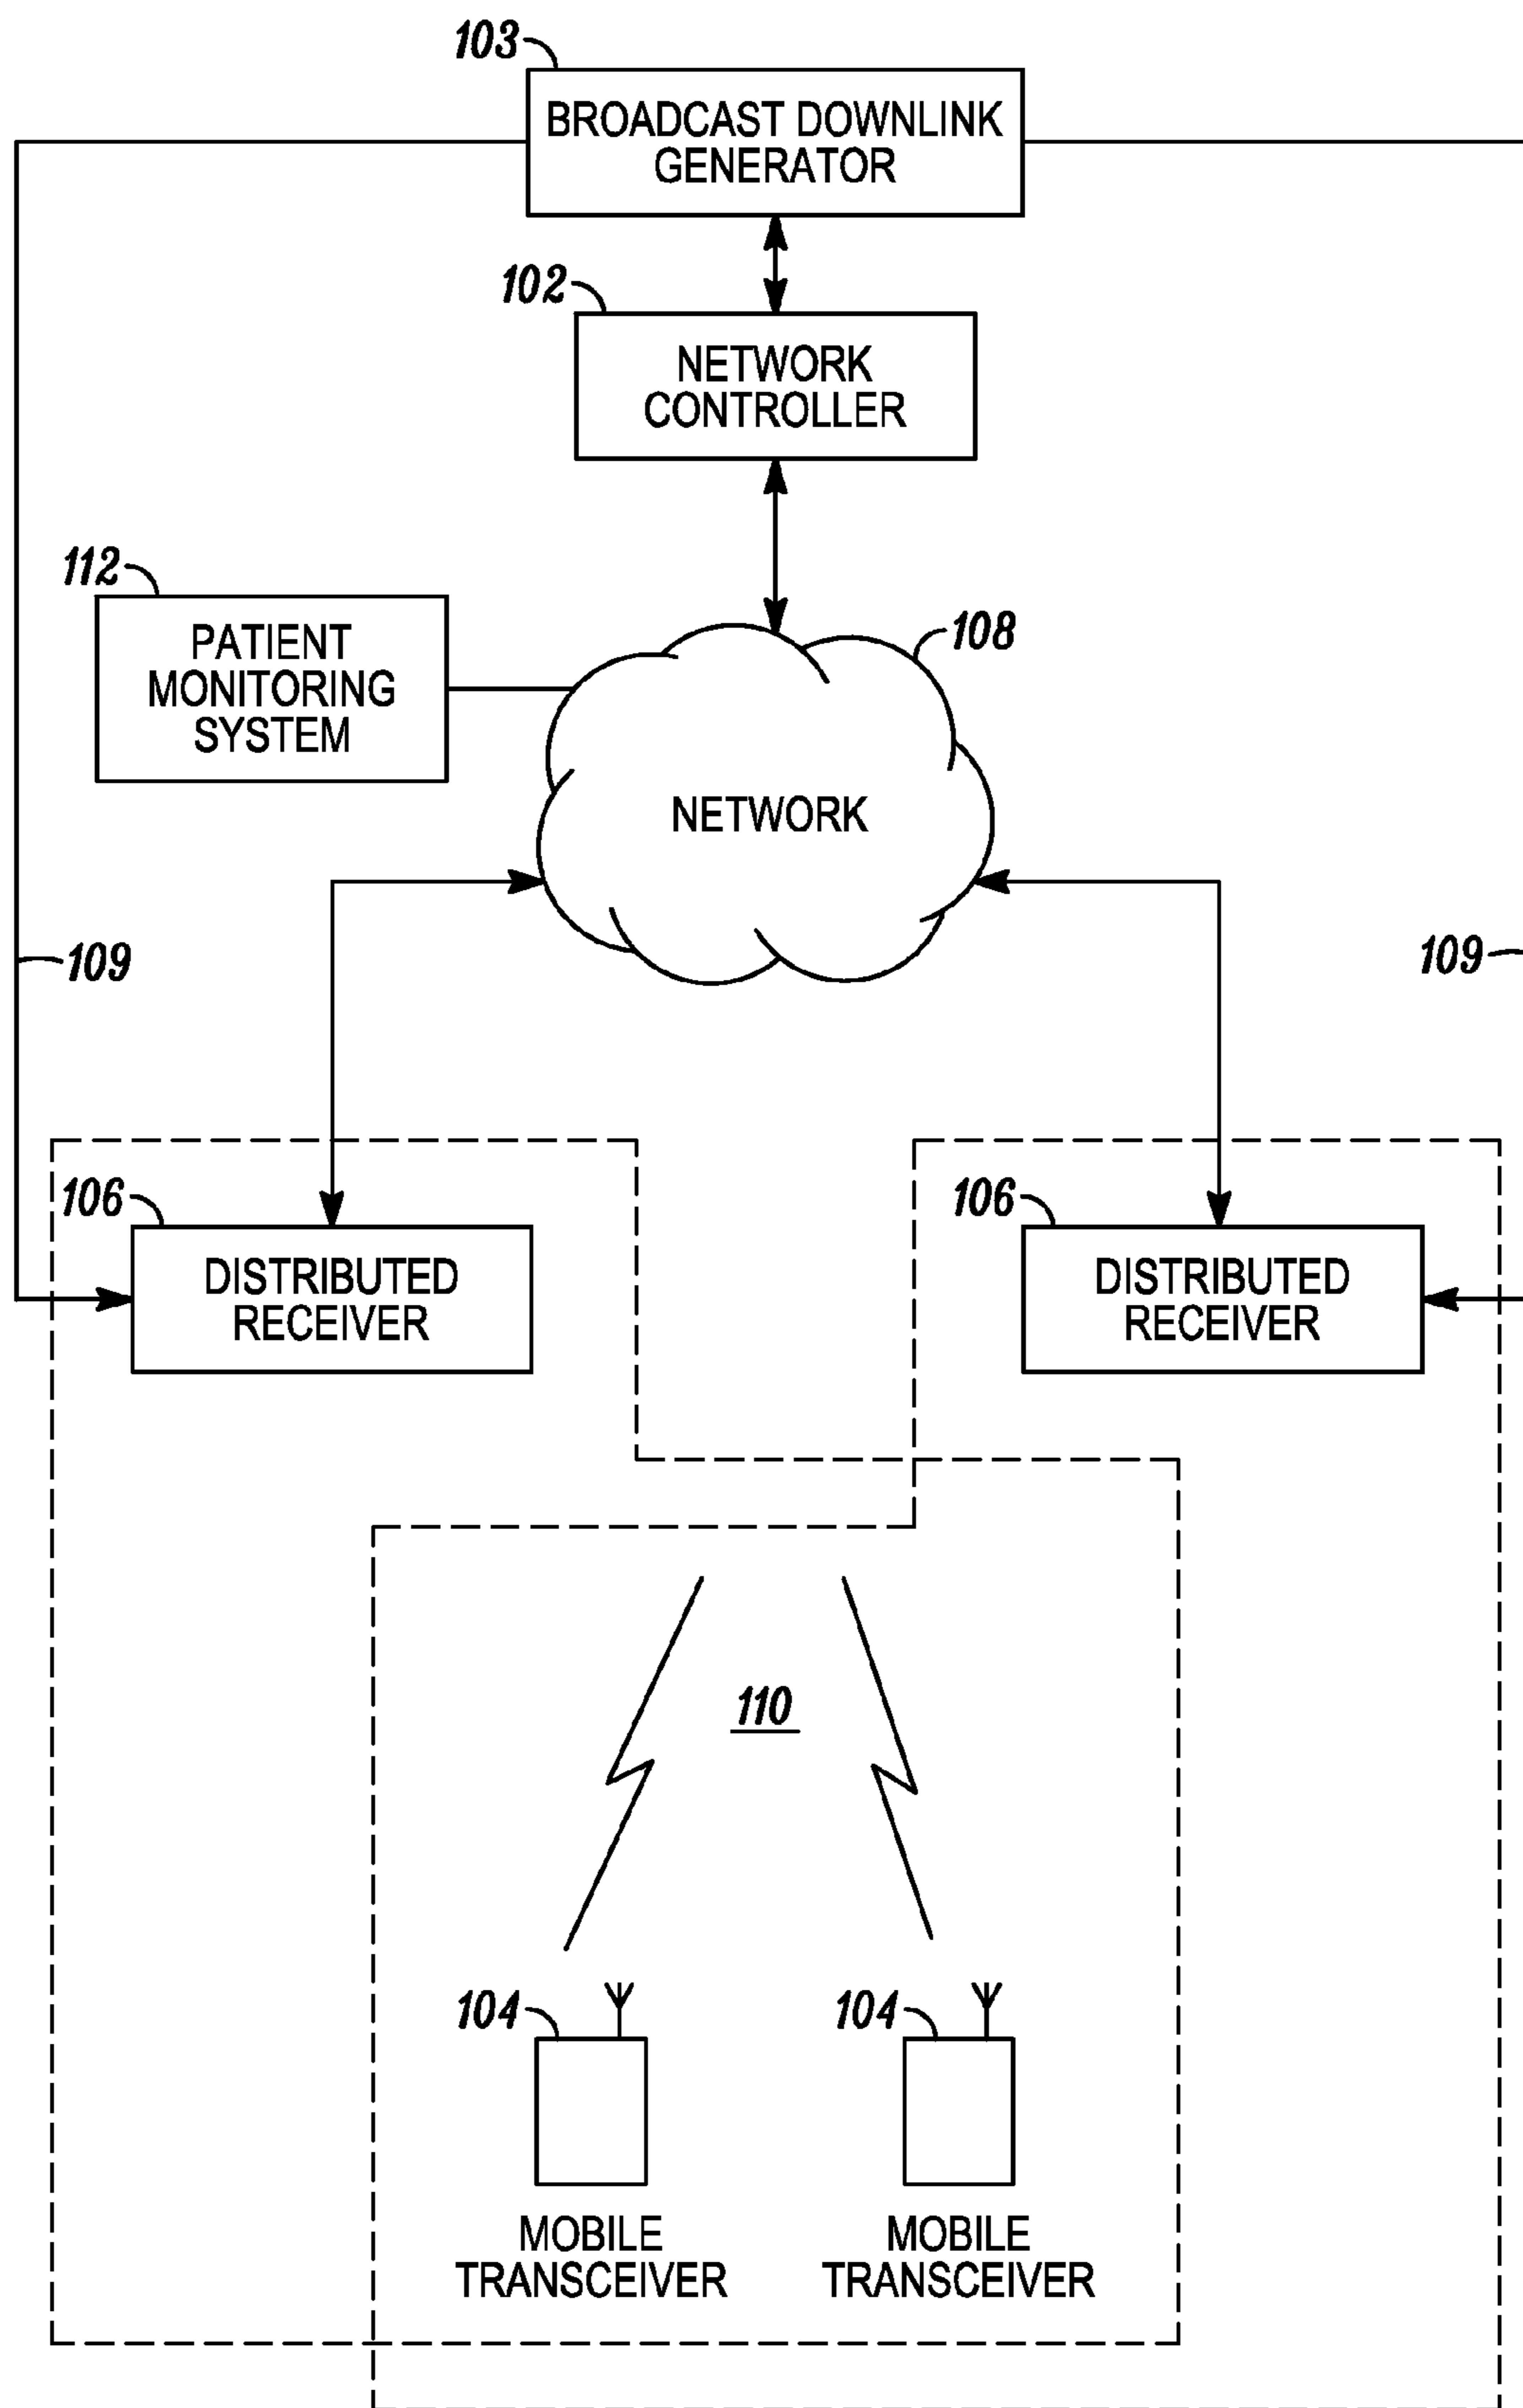 103
BROADCAST DOWNLINK
GENERATOR
102
NETWORK
CONTROLLER
112
PATIENT
MONITORING
SYSTEM
108
NETWORK
109
109
106
DISTRIBUTED
RECEIVER
106
DISTRIBUTED
RECEIVER
110
104
104
MOBILE
TRANSCEIVER
MOBILE
TRANSCEIVER